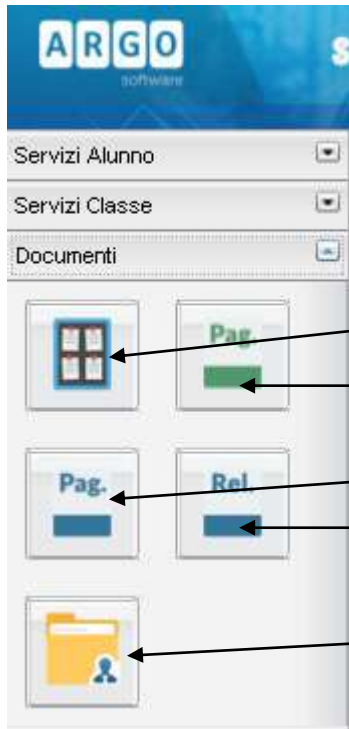 ARGO
software
S
Servizi Alunno
Servizi Classe
Documenti
Pag.
Pag.
Rel.